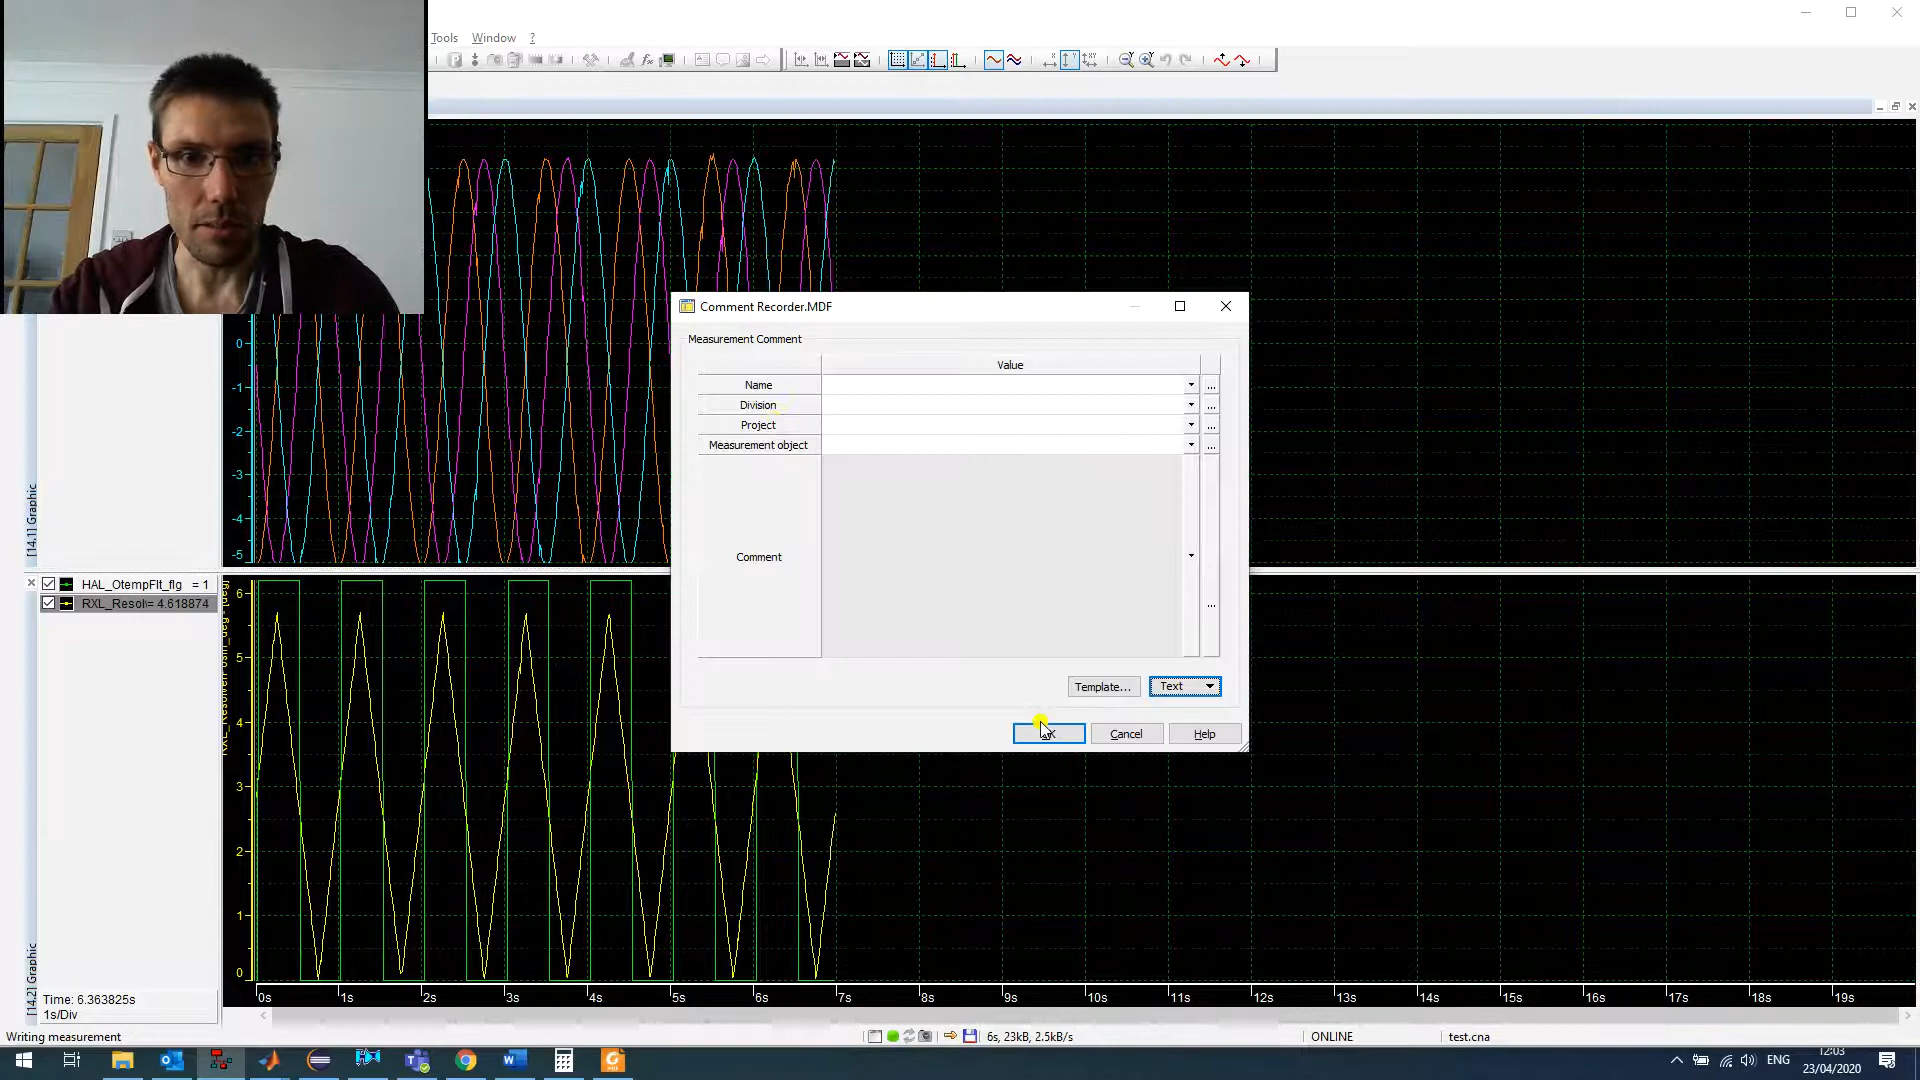 Tools Window ?
Comment Recorder.MDF
Measurement Comment
Value
Name
...
Division
...
Project
...
Measurement object
...
Comment
...
Template... Text
Cancel Help
0
-1
-2
-3
-4
-5
[14.1] Graphic
HAL_OtempFlt_flg = 1
RXL_Resolv= 4.618874
6
5
4
3
2
1
0
[14.2] Graphic
Time: 6.363825s
1s/Div
0s 1s 2s 3s 4s 5s 6s 7s 8s 9s 10s 11s 12s 13s 14s 15s 16s 17s 18s 19s
Writing measurement
6s, 23kB, 2.5kB/s
ONLINE
test.cna
ENG
12:03
23/04/2020